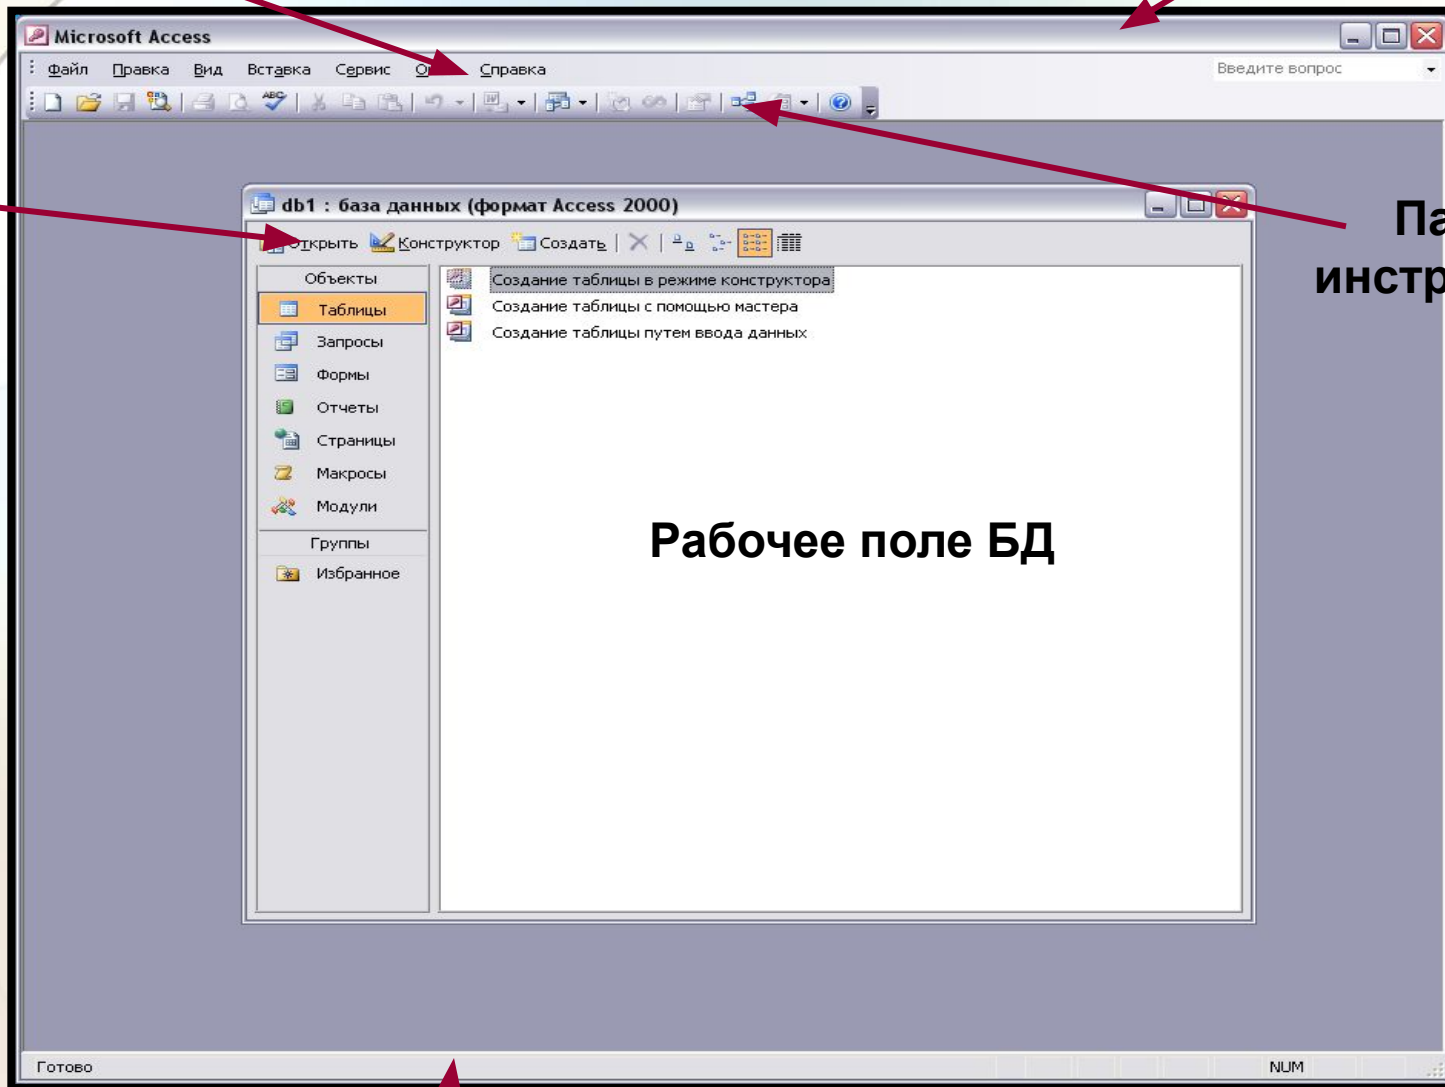 Microsoft Access
Файл Правка Вид Вставка Сервис Справка
Введите вопрос
db1 : база данных (формат Access 2000)
Открыть Конструктор Создать
Объекты
Таблицы
Запросы
Формы
Отчеты
Страницы
Макросы
Модули
Группы
Избранное
Создание таблицы в режиме конструктора
Создание таблицы с помощью мастера
Создание таблицы путем ввода данных
Рабочее поле БД
Па
инстр
Готово
NUM